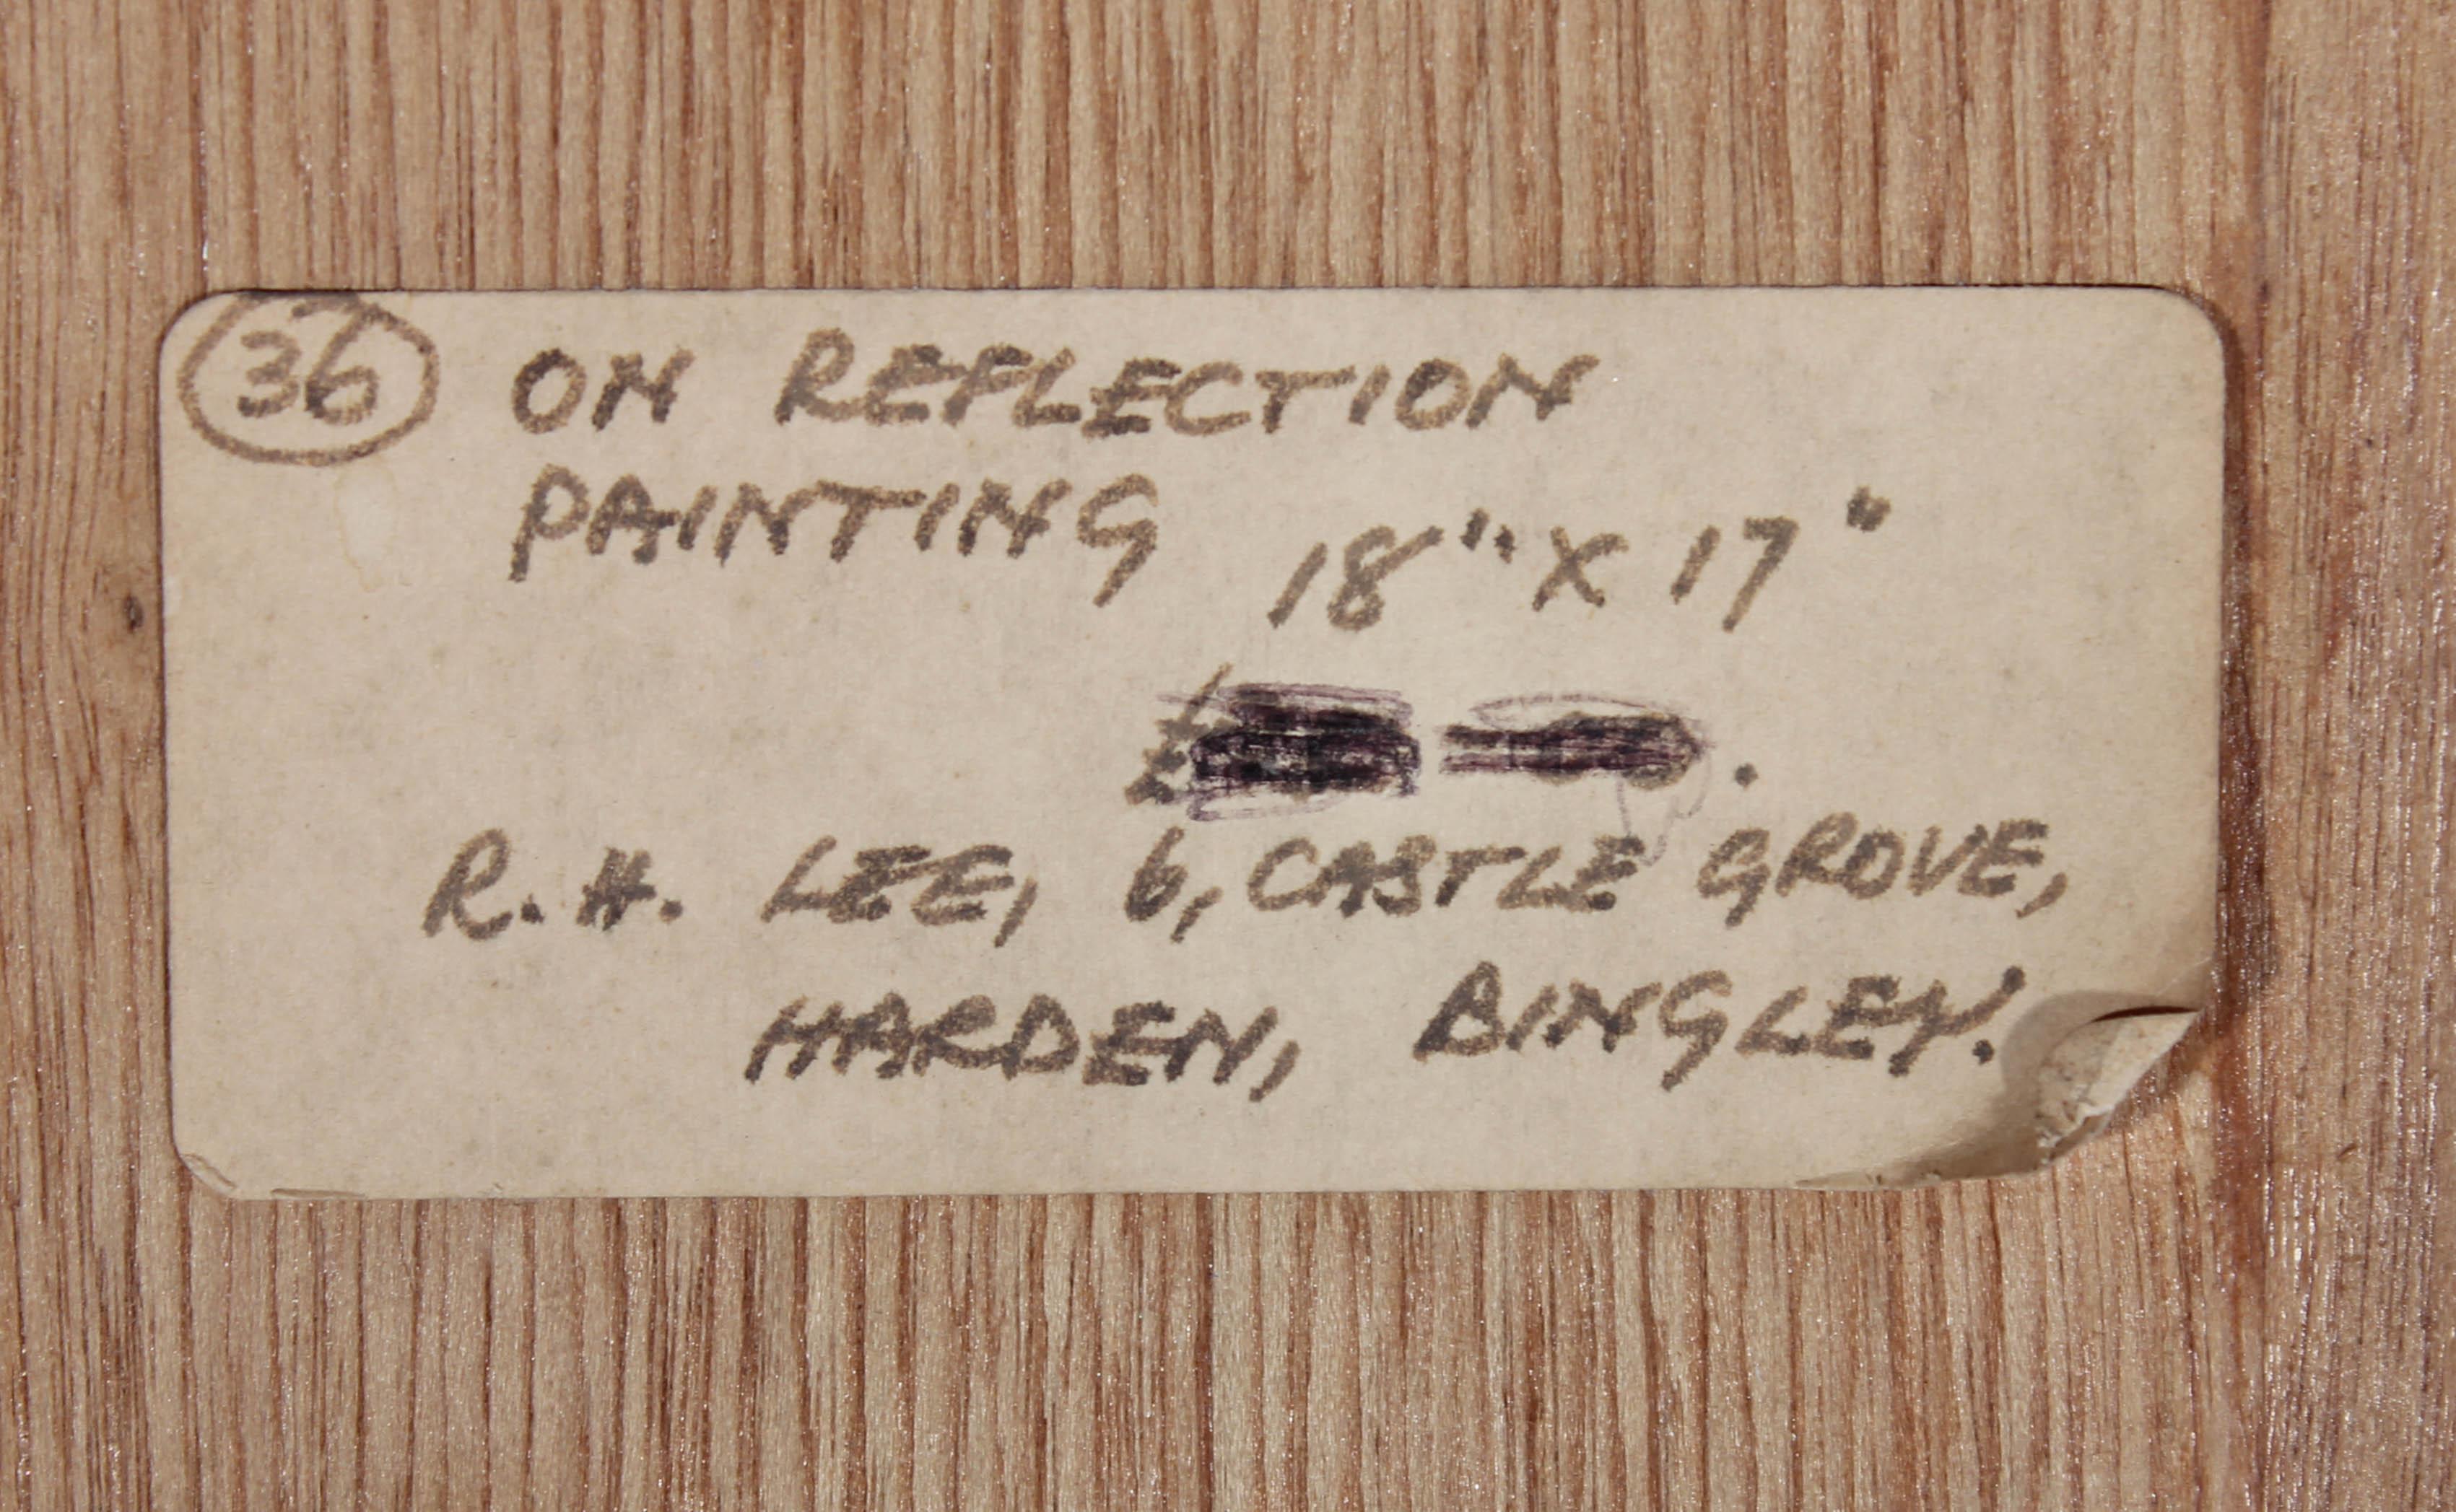 36 ON REFLECTION
PAINTING 18" X 17"
£
R. H. LEE, 6, CASTLE GROVE,
HARDEN, BINGLEY.